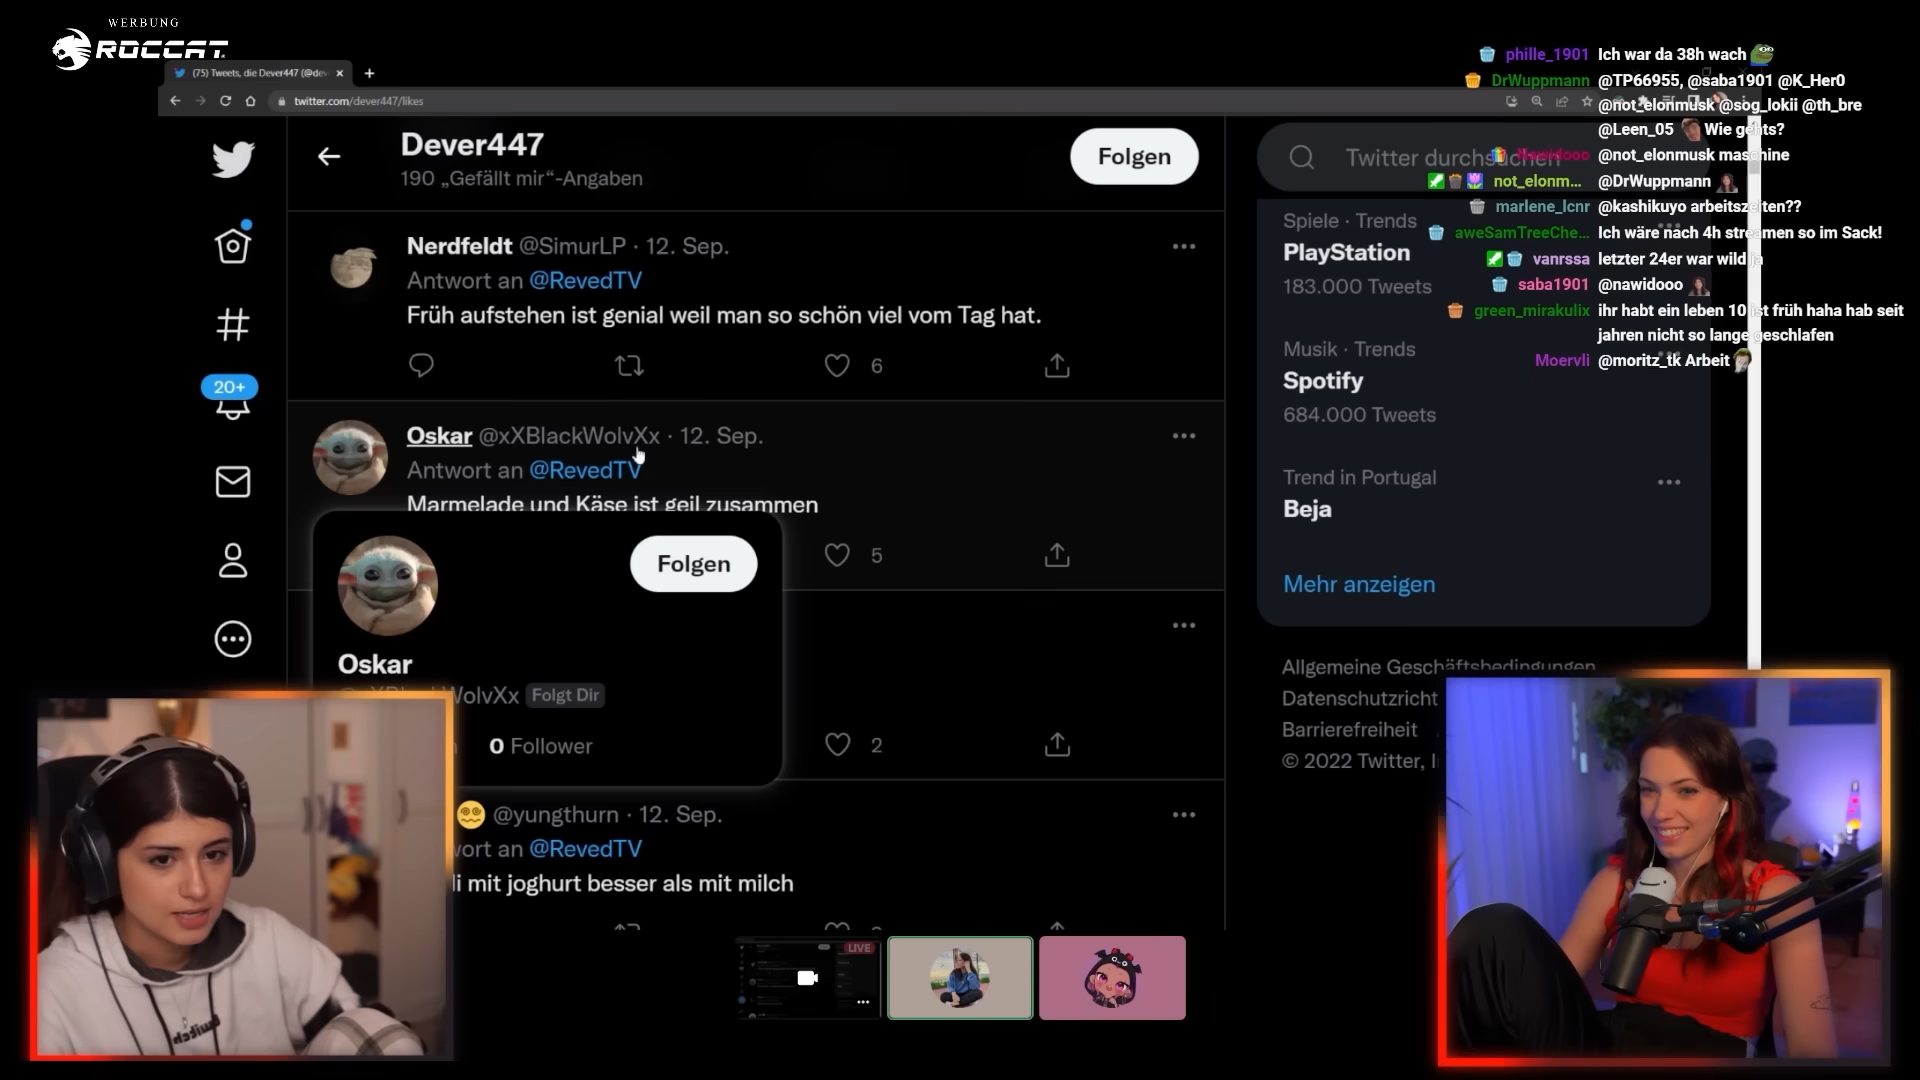 WERBUNG
ROCCAT
(75) Tweets, die Dever447 (@dev
twitter.com/dever447/likes
Dever447
190 „Gefällt mir“-Angaben
Folgen
Nerdfeldt @SimurLP · 12. Sep.
Antwort an @RevedTV
Früh aufstehen ist genial weil man so schön viel vom Tag hat.
6
20+
Oskar @xXBlackWolvXx · 12. Sep.
Antwort an @RevedTV
Marmelade und Käse ist geil zusammen
5
Folgen
Oskar
WolvXx Folgt Dir
0 Follower
2
@yungthurn · 12. Sep.
@RevedTV
mit joghurt besser als mit milch
LIVE
Twitter durchsuchen
Spiele · Trends
PlayStation
183.000 Tweets
Musik · Trends
Spotify
684.000 Tweets
Trend in Portugal
Beja
Mehr anzeigen
Allgemeine Geschäftsbedingungen
Datenschutzricht
Barrierefreiheit
© 2022 Twitter, I
phille_1901 Ich war da 38h wach
DrWuppmann @TP66955, @saba1901 @K_Her0
@not_elonmusk @sog_lokii @th_bre
@Leen_05 Wie gehts?
Nawidooo @not_elonmusk maschine
not_elonm... @DrWuppmann
marlene_lcnr @kashikuyo arbeitszeiten??
aweSamTreeChe... Ich wäre nach 4h streamen so im Sack!
vanrssa letzter 24er war wild ja
saba1901 @nawidooo
green_mirakulix ihr habt ein leben 10 ist früh haha hab seit
jahren nicht so lange geschlafen
Moervli @moritz_tk Arbeit
twitch